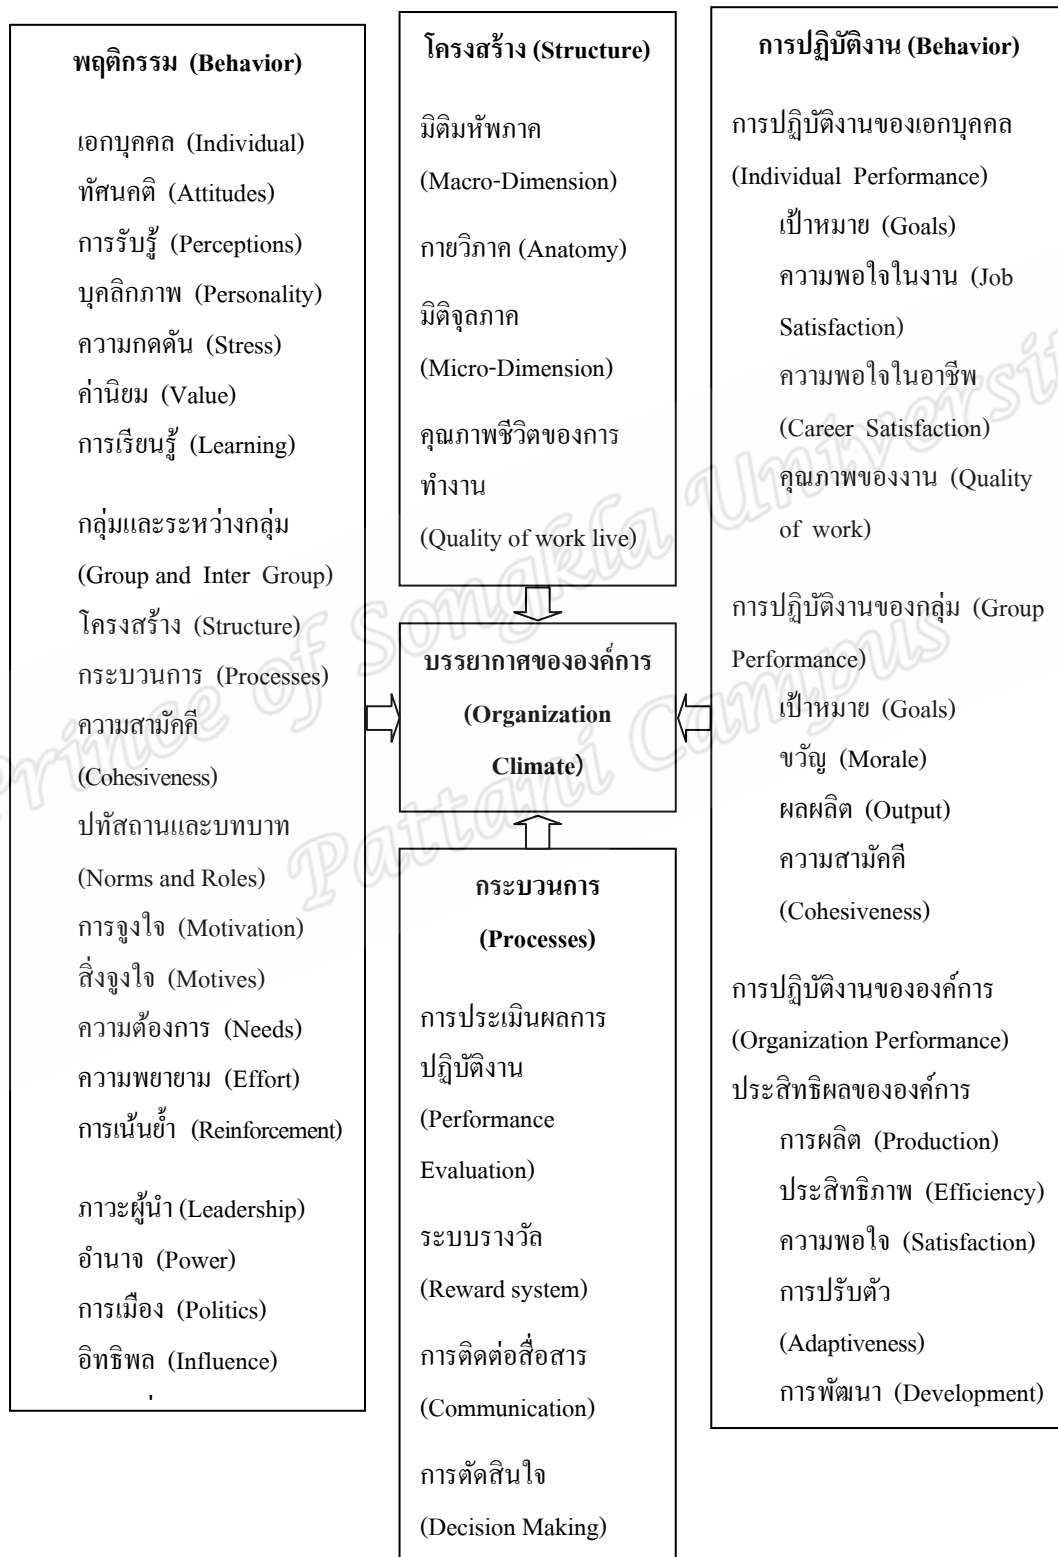 พฤติกรรม (Behavior)
เอกบุคคล (Individual)
ทัศนคติ (Attitudes)
การรับรู้ (Perceptions)
บุคลิกภาพ (Personality)
ความกดดัน (Stress)
ค่านิยม (Value)
การเรียนรู้ (Learning)
กลุ่มและระหว่างกลุ่ม
(Group and Inter Group)
โครงสร้าง (Structure)
กระบวนการ (Processes)
ความสามัคคี
(Cohesiveness)
ปทัสถานและบทบาท
(Norms and Roles)
การจูงใจ (Motivation)
สิ่งจูงใจ (Motives)
ความต้องการ (Needs)
ความพยายาม (Effort)
การเน้นย้ำ (Reinforcement)
ภาวะผู้นำ (Leadership)
อำนาจ (Power)
การเมือง (Politics)
อิทธิพล (Influence)
โครงสร้าง (Structure)
มิติมหัพภาค
(Macro-Dimension)
กายวิภาค (Anatomy)
มิติจุลภาค
(Micro-Dimension)
คุณภาพชีวิตของการ
ทำงาน
(Quality of work live)
บรรยากาศขององค์การ
(Organization
Climate)
กระบวนการ
(Processes)
การประเมินผลการ
ปฏิบัติงาน
(Performance
Evaluation)
ระบบรางวัล
(Reward system)
การติดต่อสื่อสาร
(Communication)
การตัดสินใจ
(Decision Making)
การปฏิบัติงาน (Behavior)
การปฏิบัติงานของเอกบุคคล
(Individual Performance)
เป้าหมาย (Goals)
ความพอใจในงาน (Job
Satisfaction)
ความพอใจในอาชีพ
(Career Satisfaction)
คุณภาพของงาน (Quality
of work)
การปฏิบัติงานของกลุ่ม (Group
Performance)
เป้าหมาย (Goals)
ขวัญ (Morale)
ผลผลิต (Output)
ความสามัคคี
(Cohesiveness)
การปฏิบัติงานขององค์การ
(Organization Performance)
ประสิทธิผลขององค์การ
การผลิต (Production)
ประสิทธิภาพ (Efficiency)
ความพอใจ (Satisfaction)
การปรับตัว
(Adaptiveness)
การพัฒนา (Development)
Prince of Songkla Universit
Pattani Campus